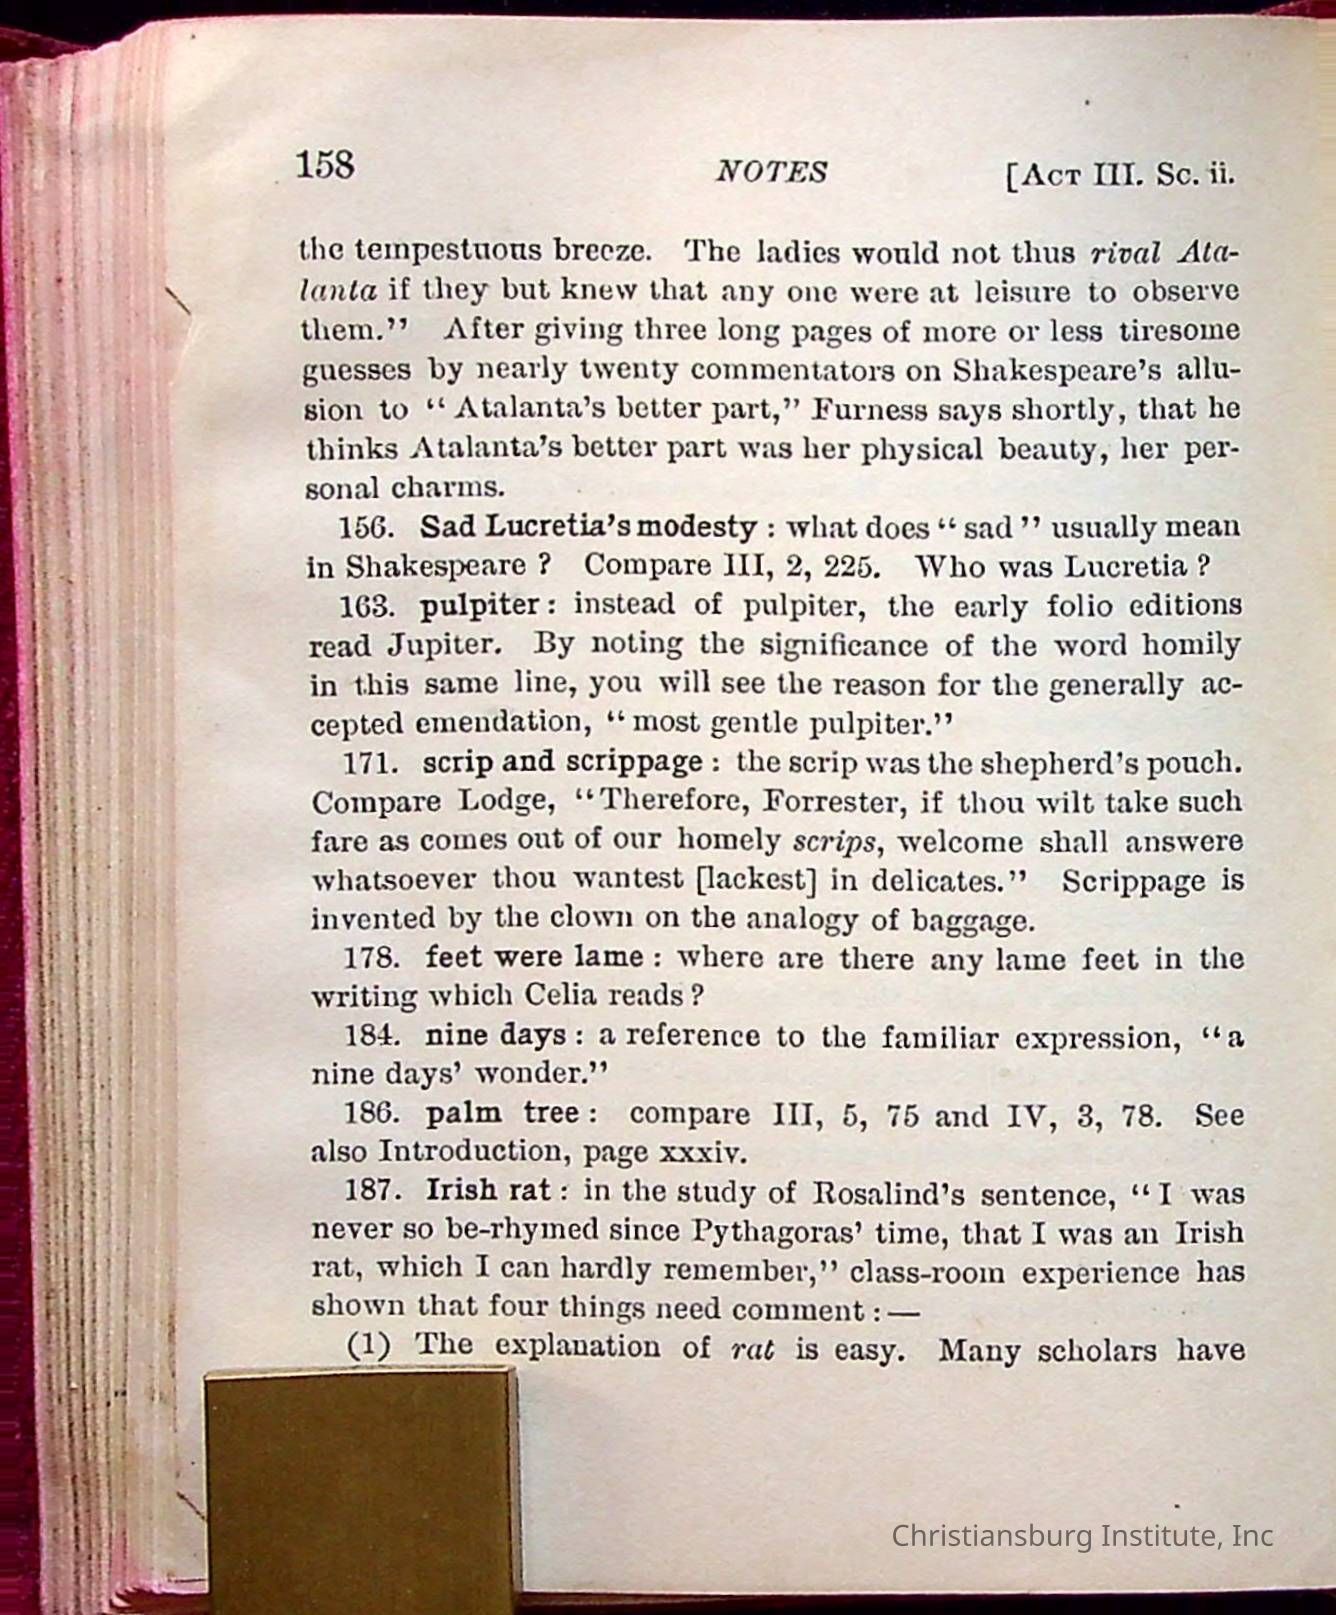 158 NOTES [ACT III. Sc. ii.
the tempestuous breeze. The ladies would not thus rival Ata-
lanta if they but knew that any one were at leisure to observe
them.” After giving three long pages of more or less tiresome
guesses by nearly twenty commentators on Shakespeare’s allu-
sion to “Atalanta’s better part,” Furness says shortly, that he
thinks Atalanta’s better part was her physical beauty, her per-
sonal charms.
156. Sad Lucretia’s modesty : what does “sad” usually mean
in Shakespeare ? Compare III, 2, 225. Who was Lucretia ?
163. pulpiter : instead of pulpiter, the early folio editions
read Jupiter. By noting the significance of the word homily
in this same line, you will see the reason for the generally ac-
cepted emendation, “most gentle pulpiter.”
171. scrip and scrippage : the scrip was the shepherd’s pouch.
Compare Lodge, “Therefore, Forrester, if thou wilt take such
fare as comes out of our homely scrips, welcome shall answere
whatsoever thou wantest [lackest] in delicates.” Scrippage is
invented by the clown on the analogy of baggage.
178. feet were lame : where are there any lame feet in the
writing which Celia reads ?
184. nine days : a reference to the familiar expression, “a
nine days’ wonder.”
186. palm tree : compare III, 5, 75 and IV, 3, 78. See
also Introduction, page xxxiv.
187. Irish rat : in the study of Rosalind’s sentence, “I was
never so be-rhymed since Pythagoras’ time, that I was an Irish
rat, which I can hardly remember,” class-room experience has
shown that four things need comment : —
(1) The explanation of rat is easy. Many scholars have
Christiansburg Institute, Inc